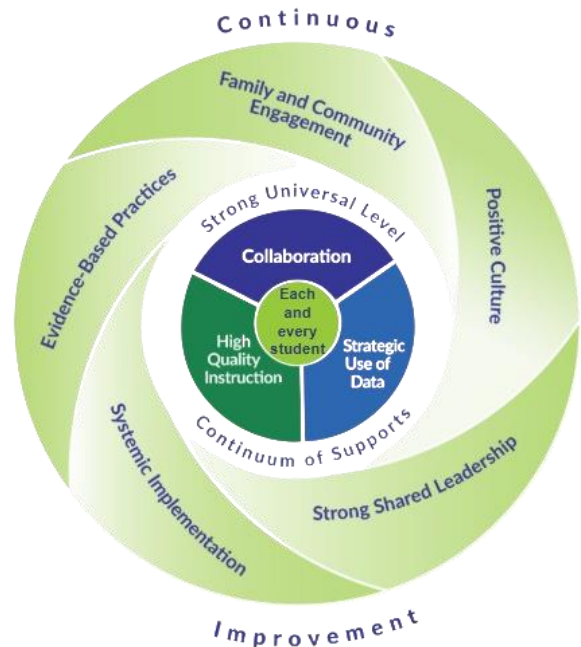 Continuous
Family and Community
Engagement
Positive Culture
Evidence-Based Practices
Strong Universal Level
Collaboration
Each
and
every
student
High
Quality
Instruction
Strategic
Use of
Data
Continuum of Supports
Systemic Implementation
Strong Shared Leadership
Improvement